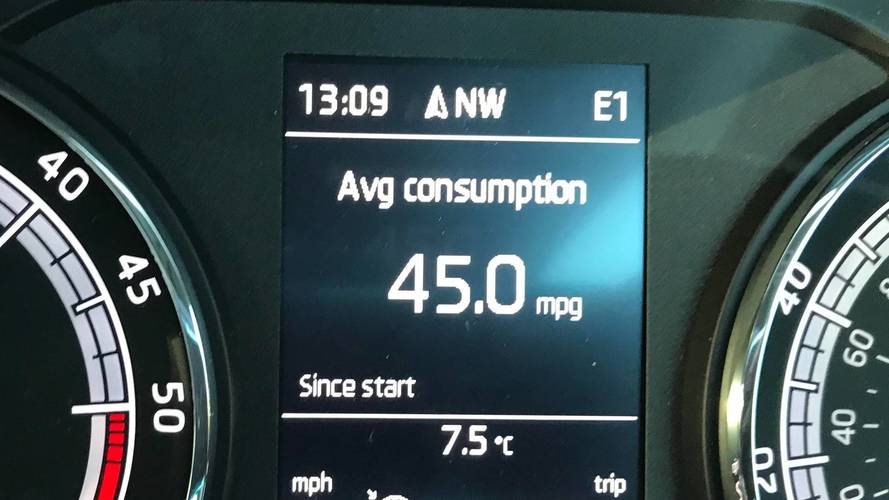 13:09 NW E1
Avg consumption
45.0 mpg
Since start
7.5 °C
mph trip
40
45
50
40
20
60
40